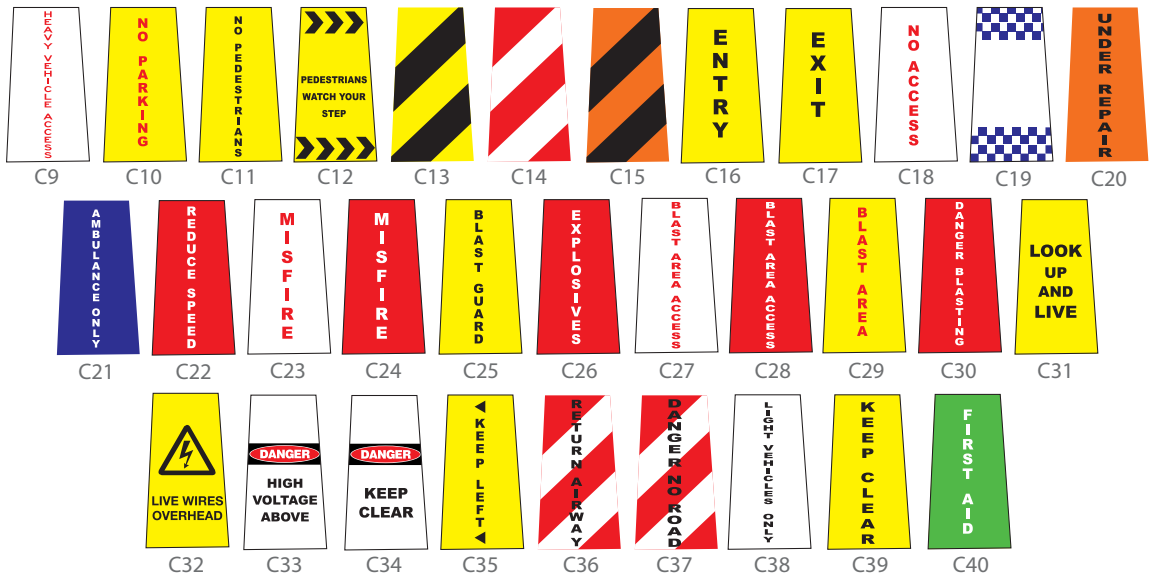 HEAVY VEHICLE ACCESS
NO PARKING
NO PEDESTRIANS
PEDESTRIANS
WATCH YOUR
STEP
ENTRY
EXIT
NO ACCESS
UNDER REPAIR
C9
C10
C11
C12
C13
C14
C15
C16
C17
C18
C19
C20
AMBULANCE ONLY
REDUCE SPEED
MISFIRE
MISFIRE
BLAST GUARD
EXPLOSIVES
BLAST AREA ACCESS
BLAST AREA ACCESS
BLAST AREA
DANGER BLASTING
LOOK
UP
AND
LIVE
C21
C22
C23
C24
C25
C26
C27
C28
C29
C30
C31
LIVE WIRES
OVERHEAD
DANGER
HIGH
VOLTAGE
ABOVE
DANGER
KEEP
CLEAR
KEEP LEFT
RETURN AIRWAY
DANGER NO ROAD
LIGHT VEHICLES ONLY
KEEP CLEAR
FIRST AID
C32
C33
C34
C35
C36
C37
C38
C39
C40